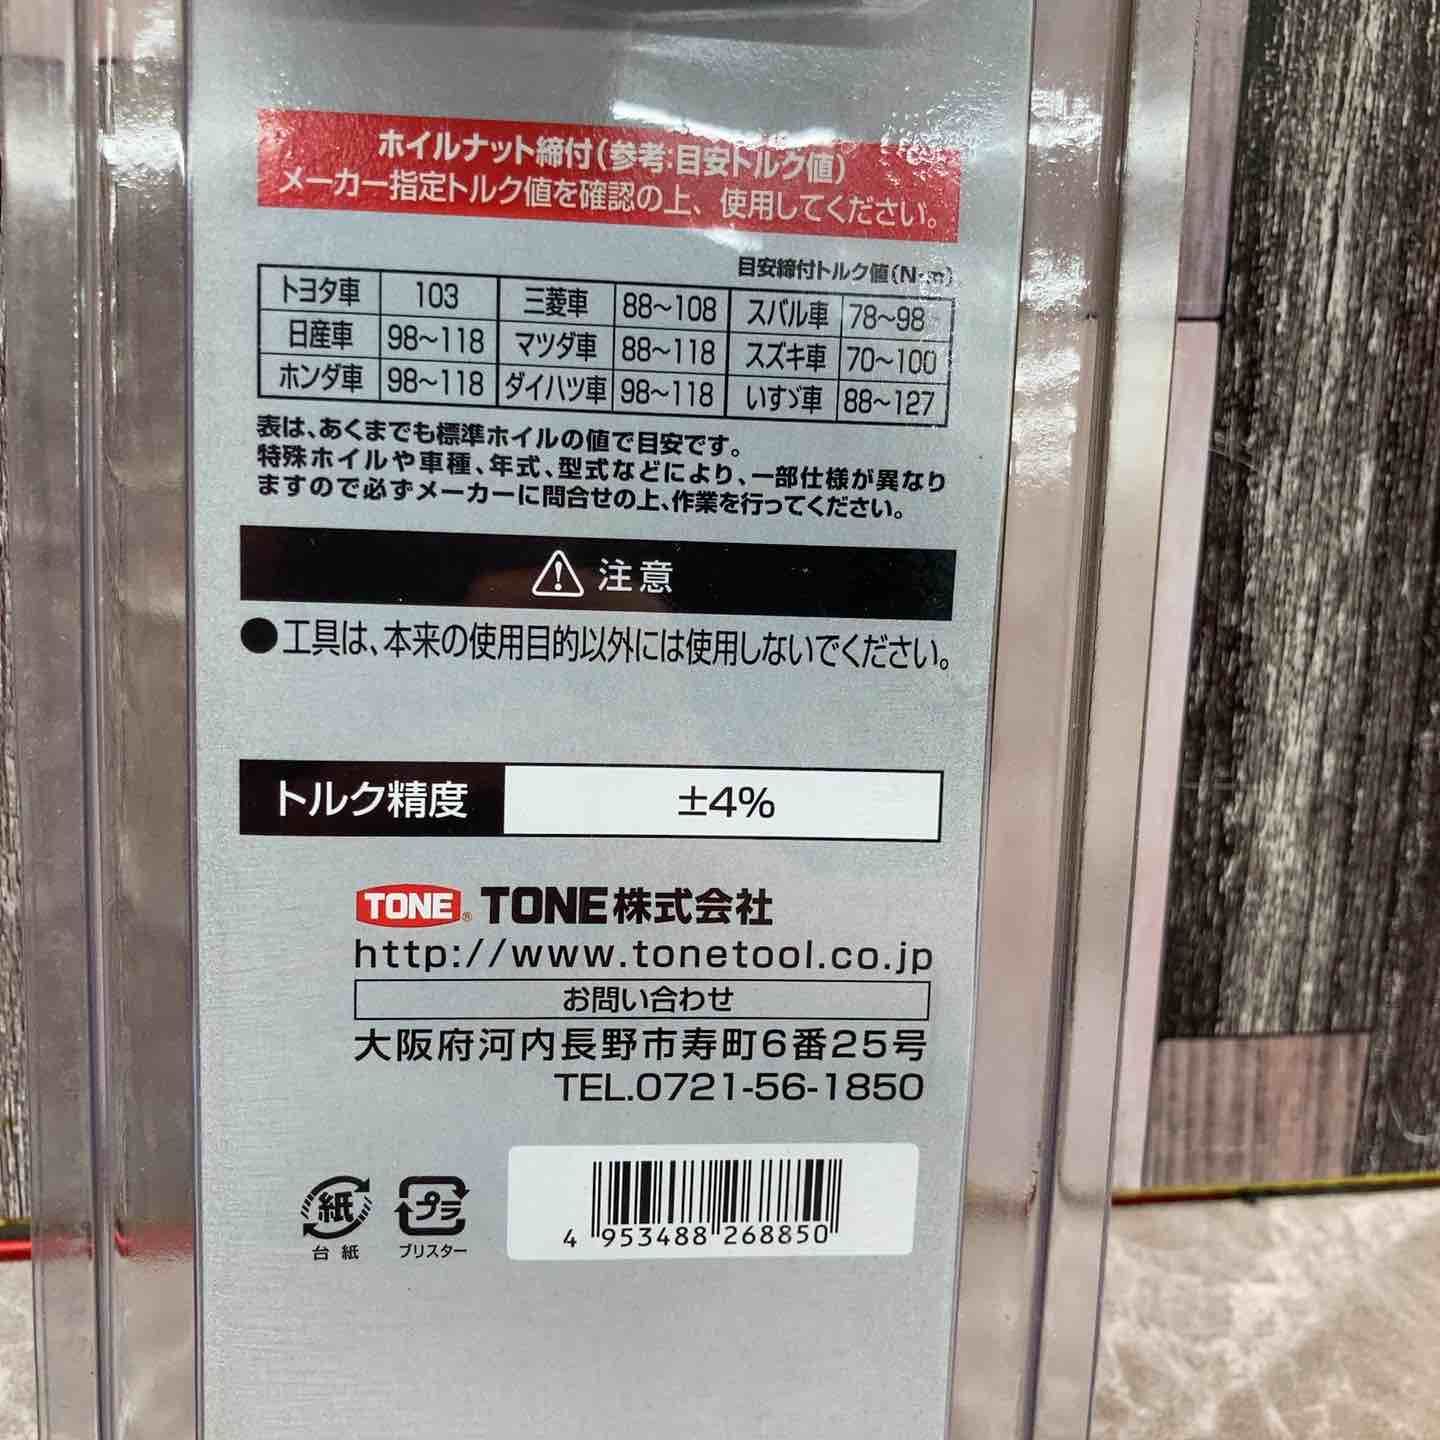 ホイルナット締付(参考:目安トルク値)
メーカー指定トルク値を確認の上、使用してください。
目安締付トルク値(N・m)
トヨタ車 103 三菱車 88～108 スバル車 78～98
日産車 98～118 マツダ車 88～118 スズキ車 70～100
ホンダ車 98～118 ダイハツ車 98～118 いすゞ車 88～127
表は、あくまでも標準ホイルの値で目安です。
特殊ホイルや車種、年式、型式などにより、一部仕様が異なり
ますので必ずメーカーに問合せの上、作業を行ってください。
注意
●工具は、本来の使用目的以外には使用しないでください。
トルク精度 ±4%
TONE® TONE株式会社
http://www.tonetool.co.jp
お問い合わせ
大阪府河内長野市寿町6番25号
TEL.0721-56-1850
紙 プラ
台紙 ブリスター
4 953488 268850